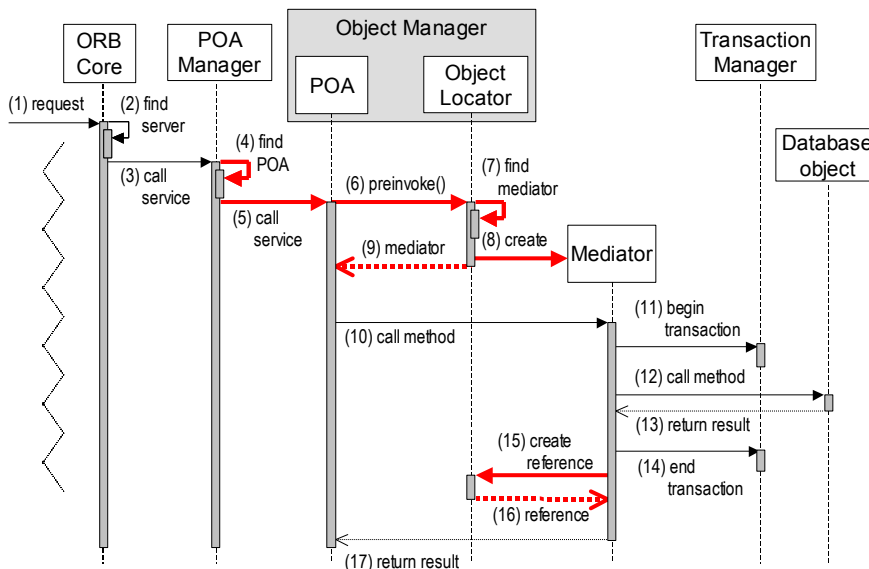 Object Manager
ORB
Core
POA
Manager
POA
Object
Locator
Transaction
Manager
Database
object
(1) request
(2) find
server
(3) call
service
(4) find
POA
(5) call
service
(6) preinvoke()
(7) find
mediator
(8) create
(9) mediator
Mediator
(10) call method
(11) begin
transaction
(12) call method
(13) return result
(14) end
transaction
(15) create
reference
(16) reference
(17) return result